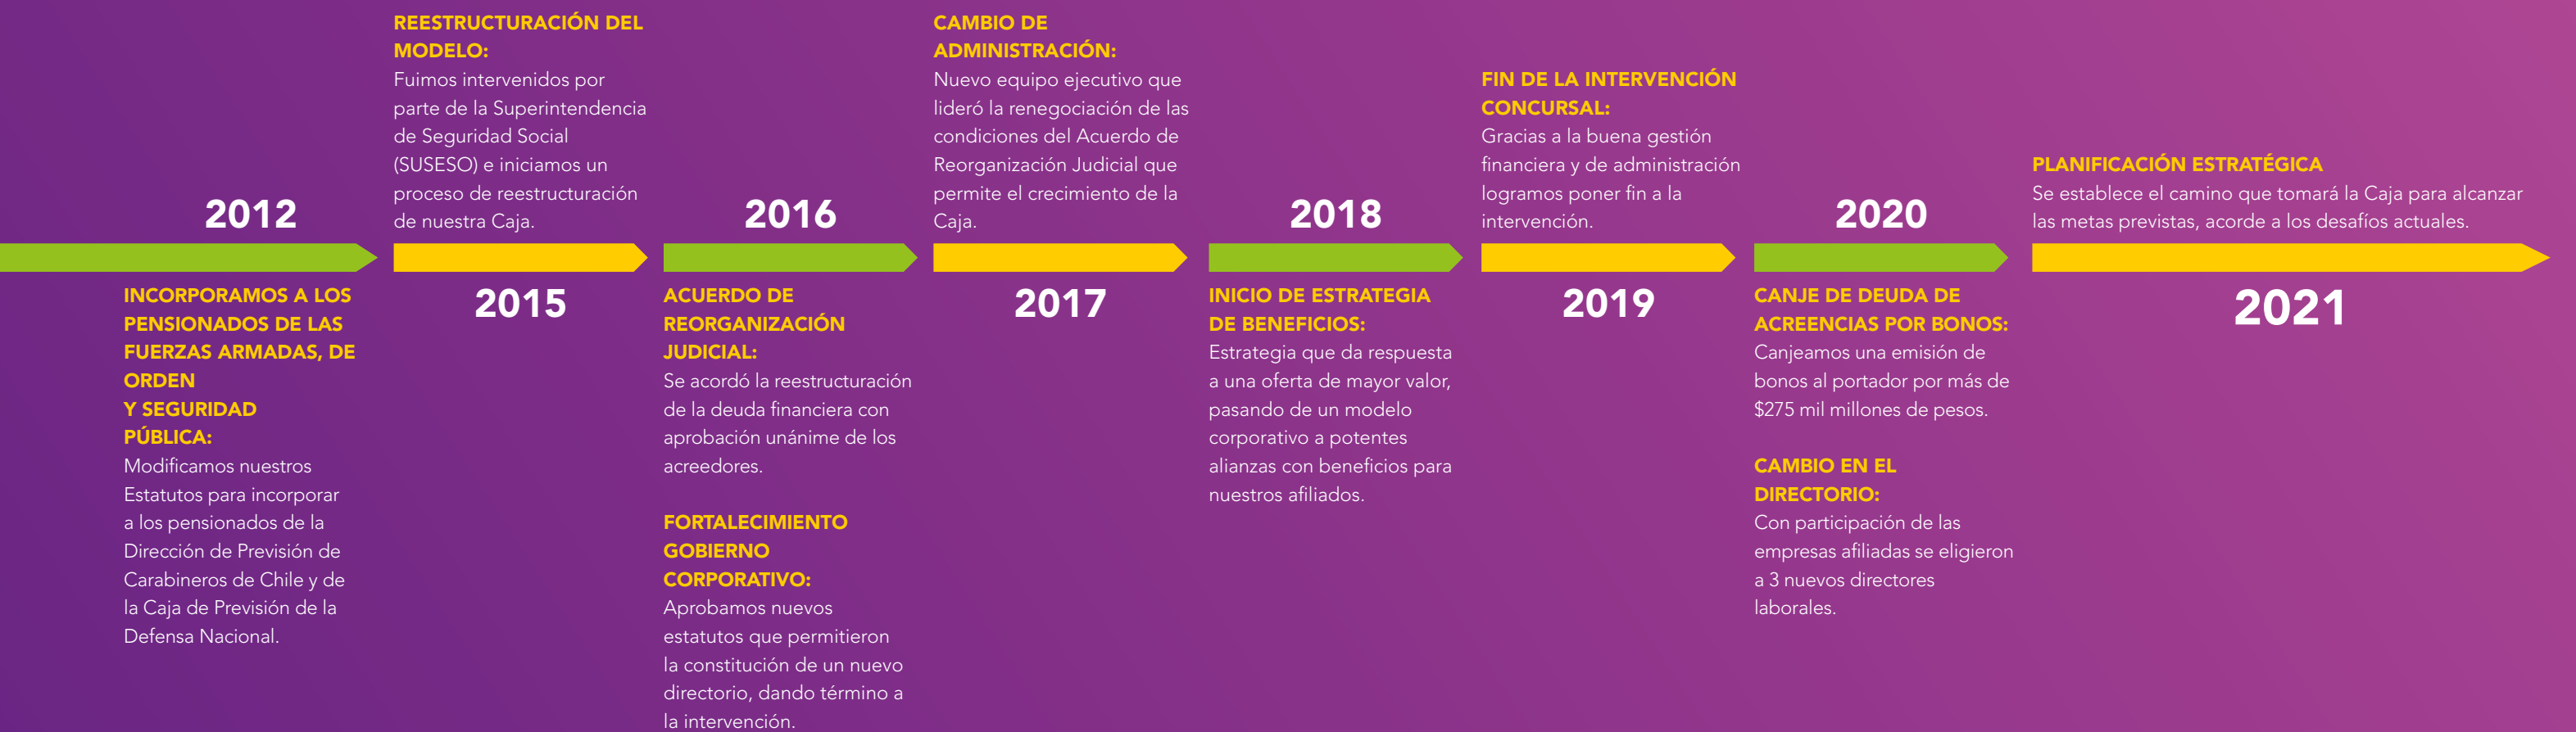 2012
INCORPORAMOS A LOS
PENSIONADOS DE LAS
FUERZAS ARMADAS, DE
ORDEN
Y SEGURIDAD
PÚBLICA:
Modificamos nuestros
Estatutos para incorporar
a los pensionados de la
Dirección de Previsión de
Carabineros de Chile y de
la Caja de Previsión de la
Defensa Nacional.
REESTRUCTURACIÓN DEL
MODELO:
Fuimos intervenidos por
parte de la Superintendencia
de Seguridad Social
(SUSESO) e iniciamos un
proceso de reestructuración
de nuestra Caja.
2015
2016
ACUERDO DE
REORGANIZACIÓN
JUDICIAL:
Se acordó la reestructuración
de la deuda financiera con
aprobación unánime de los
acreedores.
FORTALECIMIENTO
GOBIERNO
CORPORATIVO:
Aprobamos nuevos
estatutos que permitieron
la constitución de un nuevo
directorio, dando término a
la intervención.
CAMBIO DE
ADMINISTRACIÓN:
Nuevo equipo ejecutivo que
lideró la renegociación de las
condiciones del Acuerdo de
Reorganización Judicial que
permite el crecimiento de la
Caja.
2017
2018
INICIO DE ESTRATEGIA
DE BENEFICIOS:
Estrategia que da respuesta
a una oferta de mayor valor,
pasando de un modelo
corporativo a potentes
alianzas con beneficios para
nuestros afiliados.
FIN DE LA INTERVENCIÓN
CONCURSAL:
Gracias a la buena gestión
financiera y de administración
logramos poner fin a la
intervención.
2019
2020
CANJE DE DEUDA DE
ACREENCIAS POR BONOS:
Canjeamos una emisión de
bonos al portador por más de
$275 mil millones de pesos.
CAMBIO EN EL
DIRECTORIO:
Con participación de las
empresas afiliadas se eligieron
a 3 nuevos directores
laborales.
PLANIFICACIÓN ESTRATÉGICA
Se establece el camino que tomará la Caja para alcanzar
las metas previstas, acorde a los desafíos actuales.
2021